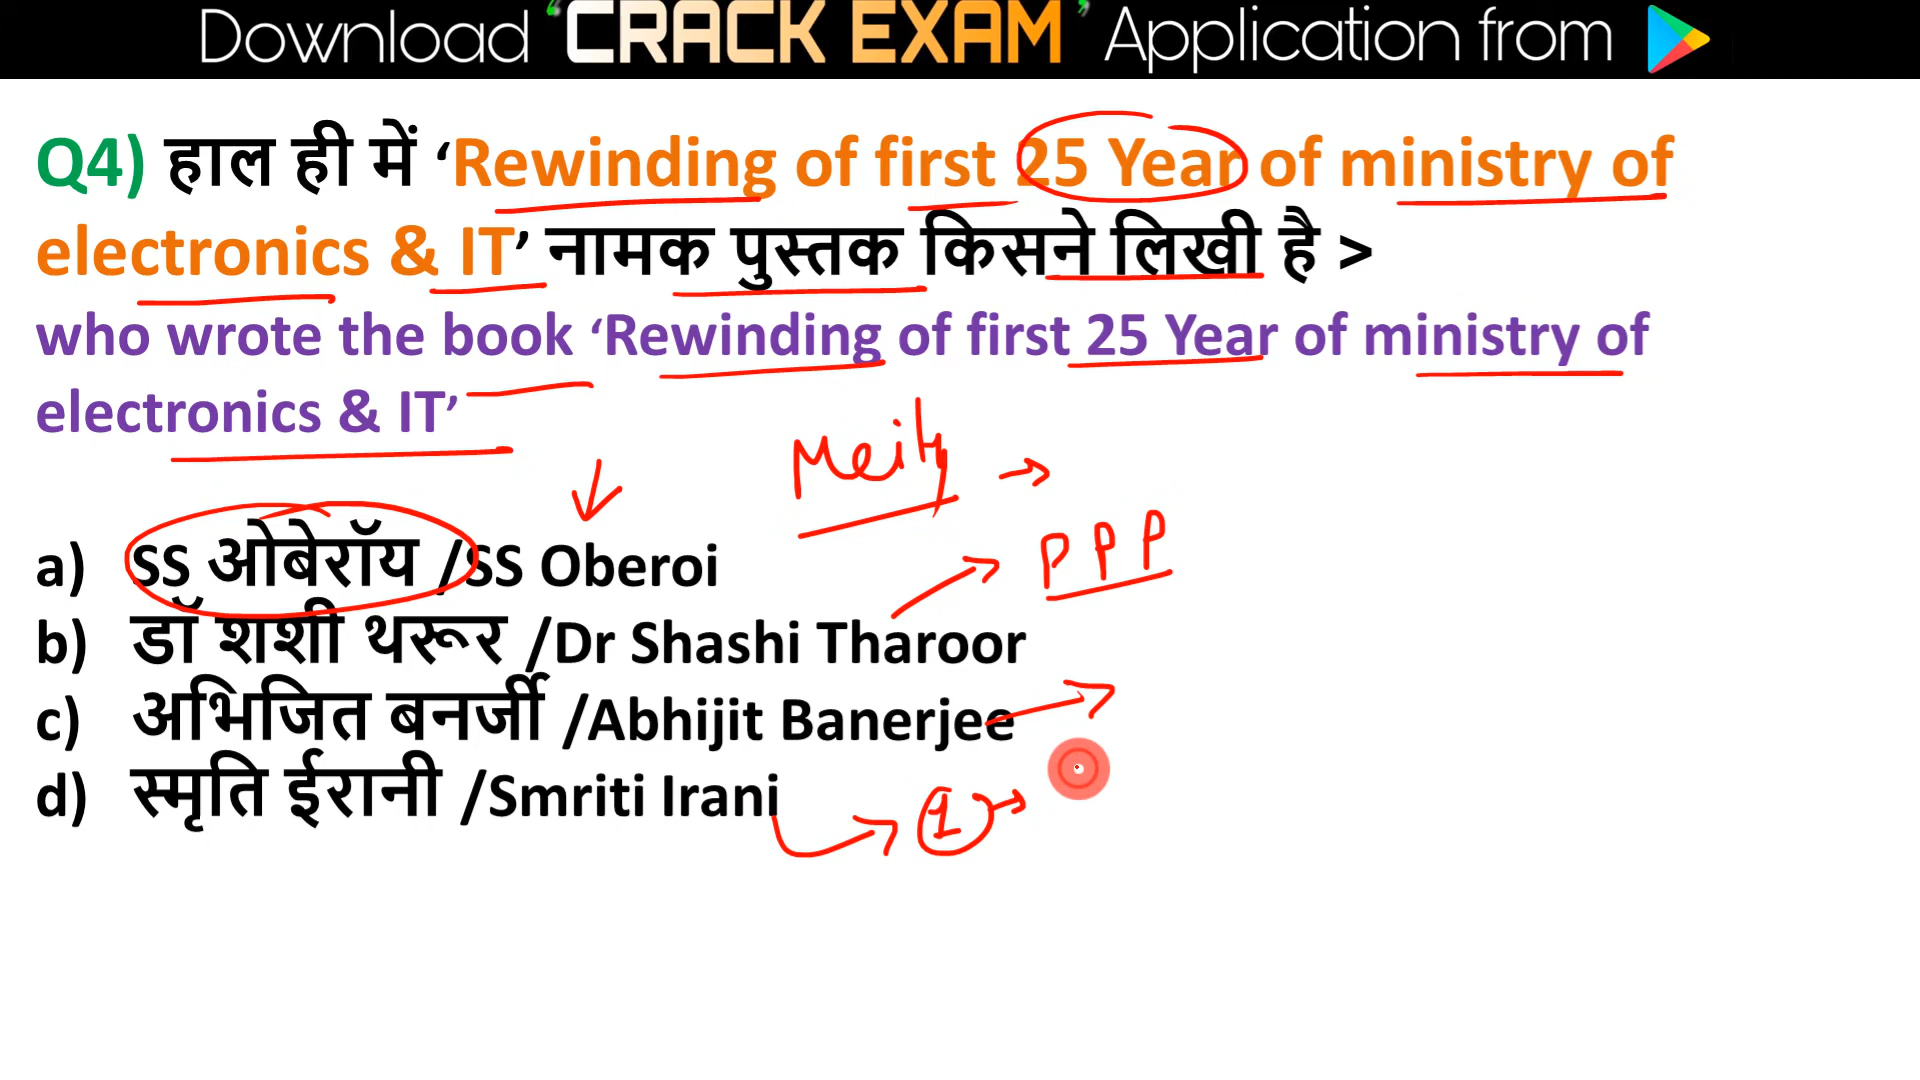 Download 'CRACK EXAM' Application from
Q4) हाल ही में ‘Rewinding of first 25 Year of ministry of
electronics & IT’ नामक पुस्तक किसने लिखी है >
who wrote the book ‘Rewinding of first 25 Year of ministry of
electronics & IT’
Meity →
a) SS ओबेरॉय /SS Oberoi
PPP
b) डॉ शशी थरूर /Dr Shashi Tharoor
c) अभिजित बनर्जी /Abhijit Banerjee
d) स्मृति ईरानी /Smriti Irani
1